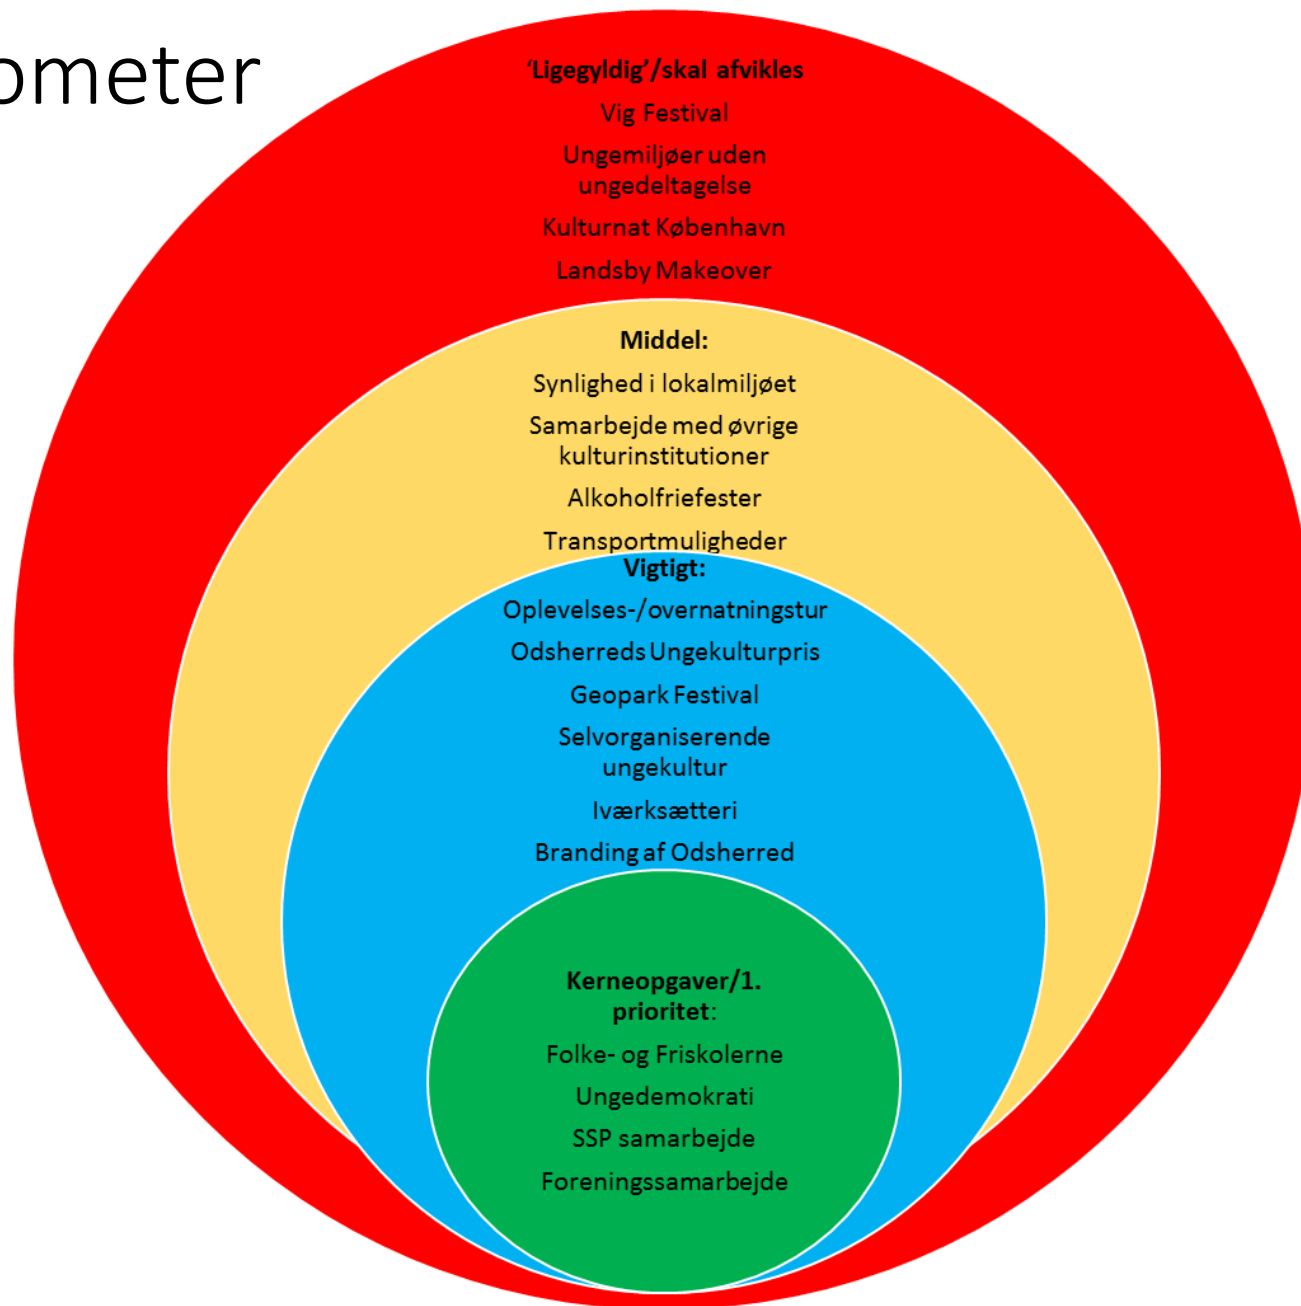 ometer
‘Ligegyldig’/skal afvikles
Vig Festival
Ungemiljøer uden
ungedeltagelse
Kulturnat København
Landsby Makeover
Middel:
Synlighed i lokalmiljøet
Samarbejde med øvrige
kulturinstitutioner
Alkoholfriefester
Transportmuligheder
Vigtigt:
Oplevelses-/overnatningstur
Odsherreds Ungekulturpris
Geopark Festival
Selvorganiserende
ungekultur
Iværksætteri
Branding af Odsherred
Kerneopgaver/1.
prioritet:
Folke- og Friskolerne
Ungedemokrati
SSP samarbejde
Foreningssamarbejde